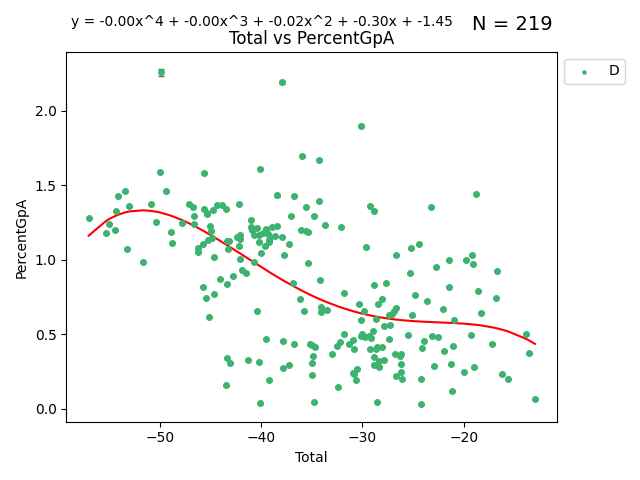 y = -0.00x^4 + -0.00x^3 + -0.02x^2 + -0.30x + -1.45
N = 219
Total vs PercentGpA
D
PercentGpA
2.0
1.5
1.0
0.5
0.0
−50
−40
−30
−20
Total